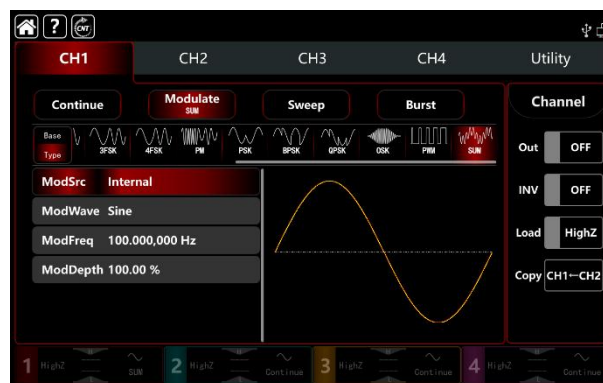 ? CNT
CH1 CH2 CH3 CH4 Utility
Continue Modulate SUM Sweep Burst Channel
Base Type 3FSK 4FSK PM PSK BPSK QPSK OSK PWM SUM
Out OFF
ModSrc Internal
INV OFF
ModWave Sine
ModFreq 100.000,000 Hz
Load HighZ
ModDepth 100.00 %
Copy CH1←CH2
1 HighZ SUM 2 HighZ Continue 3 HighZ Continue 4 HighZ Continue